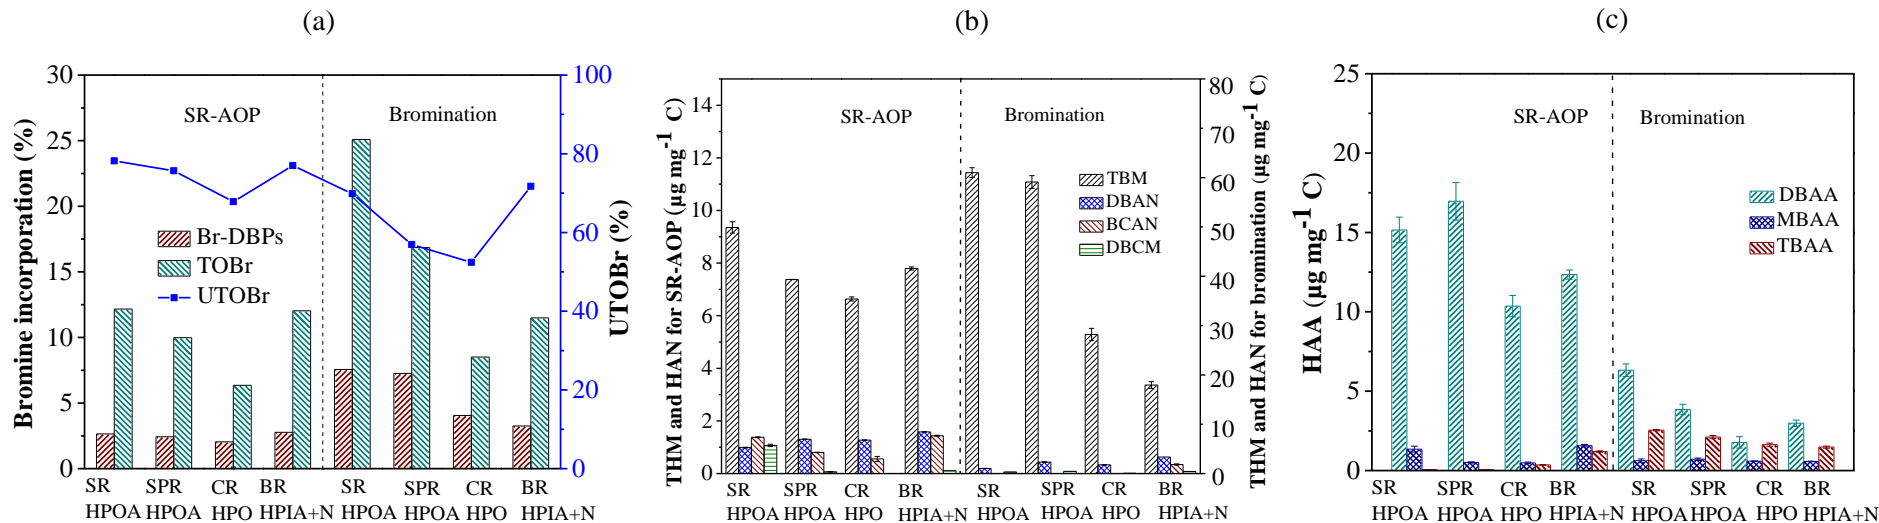 (a)
Bromine incorporation (%)
30
25
20
15
10
5
0
SR-AOP
Bromination
Br-DBPs
TOBr
UTOBr
100
80
60
40
20
0
UTOBr (%)
SR SPR CR BR SR SPR CR BR
HPOA HPOA HPO HPIA+N HPOA HPOA HPO HPIA+N
(b)
THM and HAN for SR-AOP (µg mg-1 C)
14
12
10
8
6
4
2
0
SR-AOP
Bromination
TBM
DBAN
BCAN
DBCM
80
70
60
50
40
30
20
10
0
THM and HAN for bromination (µg mg-1 C)
SR SPR CR BR SR SPR CR BR
HPOA HPOA HPO HPIA+N HPOA HPOA HPO HPIA+N
(c)
HAA (µg mg-1 C)
25
20
15
10
5
0
SR-AOP
Bromination
DBAA
MBAA
TBAA
SR SPR CR BR SR SPR CR BR
HPOA HPOA HPO HPIA+N HPOA HPOA HPO HPIA+N